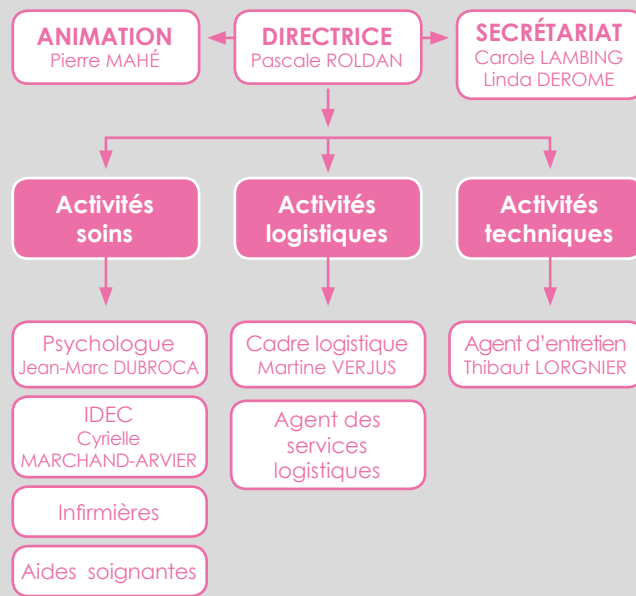 ANIMATION
Pierre MAHÉ
DIRECTRICE
Pascale ROLDAN
SECRÉTARIAT
Carole LAMBING
Linda DEROME
Activités
soins
Activités
logistiques
Activités
techniques
Psychologue
Jean-Marc DUBROCA
IDEC
Cyrielle
MARCHAND-ARVIER
Infirmières
Aides soignantes
Cadre logistique
Martine VERJUS
Agent des
services
logistiques
Agent d’entretien
Thibaut LORGNIER